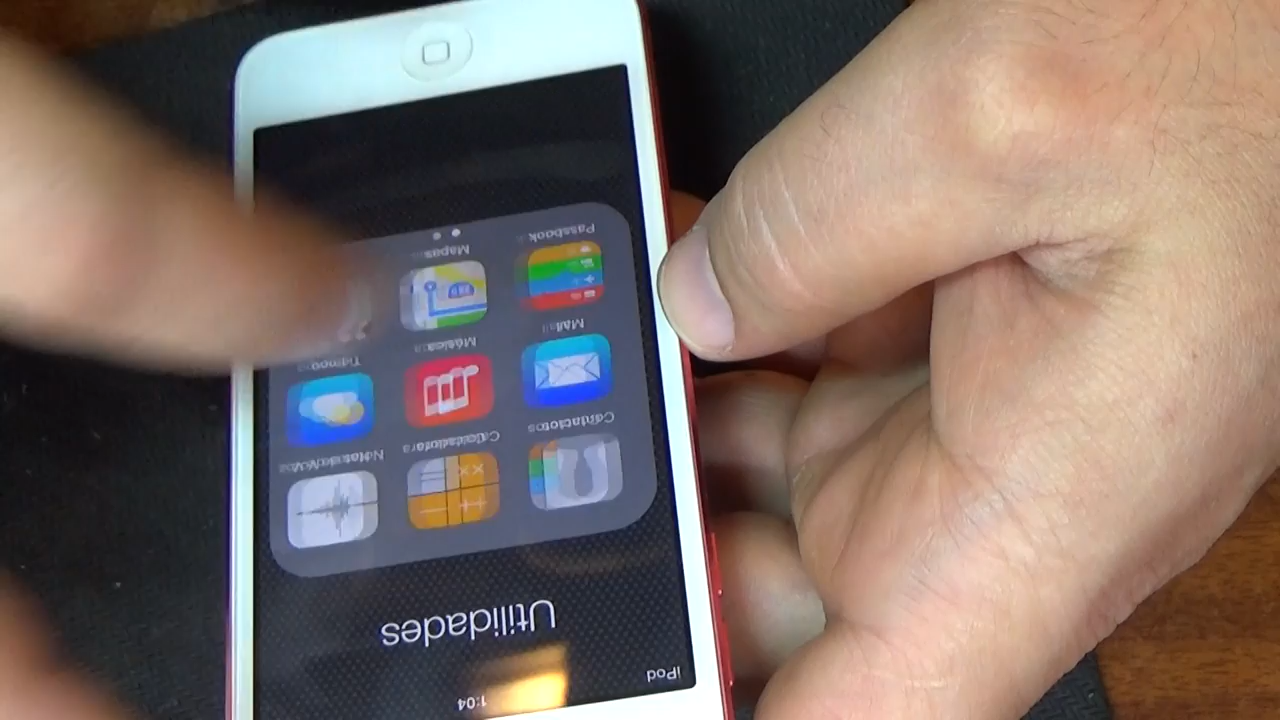 iPod
1:04
Utilidades
Contactos
Calculadora
Notas de Voz
Mail
Música
Tiempo
Passbook
Mapas